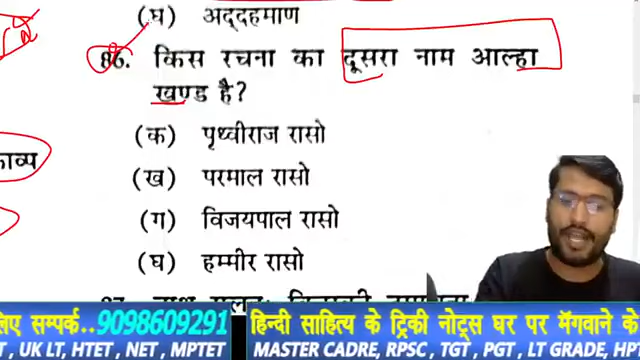 (घ) अद्दहमाण
86. किस रचना का दूसरा नाम आल्हा
खण्ड है?
(क) पृथ्वीराज रासो
(ख) परमाल रासो
(ग) विजयपाल रासो
(घ) हम्मीर रासो
काव्य
लिए सम्पर्क..9098609291
हिन्दी साहित्य के ट्रिकी नोट्स घर पर मॅगवाने के
, UK LT, HTET , NET , MPTET
MASTER CADRE, RPSC , TGT , PGT , LT GRADE,